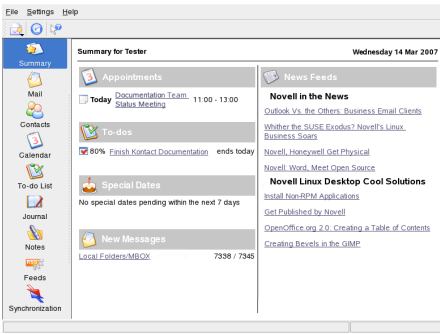 File Settings Help
Summary
Mail
Contacts
Calendar
To-do List
Journal
Notes
Feeds
Synchronization
Summary for Tester
Wednesday 14 Mar 2007
Appointments
Today Documentation Team Status Meeting 11:00 - 13:00
To-dos
80% Finish Kontact Documentation ends today
Special Dates
No special dates pending within the next 7 days
New Messages
Local Folders/MBOX 7338 / 7345
News Feeds
Novell in the News
Outlook Vs. the Others: Business Email Clients
Whither the SUSE Exodus? Novell's Linux
Business Soars
Novell, Honeywell Get Physical
Novell: Word, Meet Open Source
Novell Linux Desktop Cool Solutions
Install Non-RPM Applications
Get Published by Novell
OpenOffice.org 2.0: Creating a Table of Contents
Creating Bevels in the GIMP